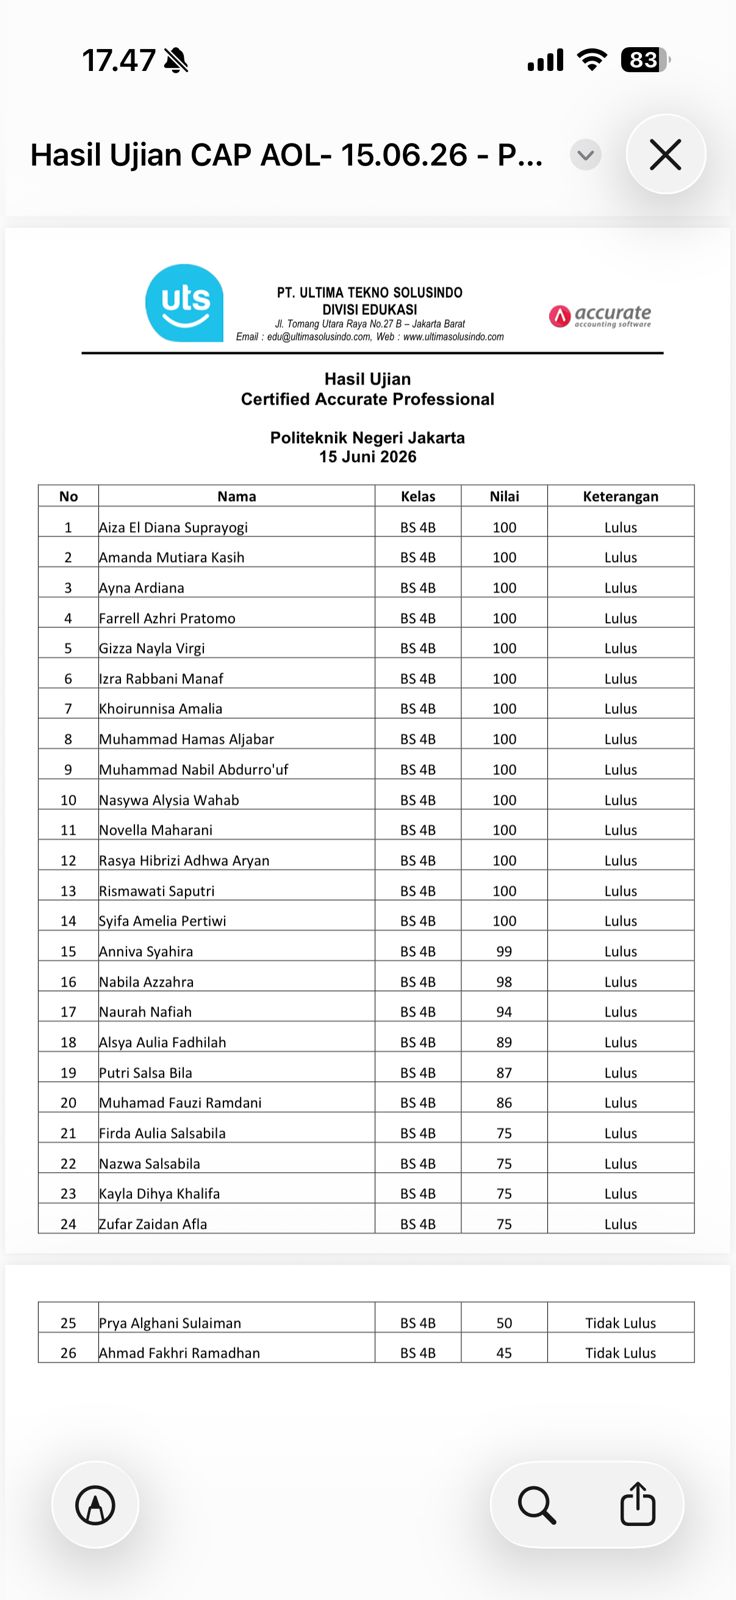 17.47
83
Hasil Ujian CAP AOL- 15.06.26 - P...
uts
PT. ULTIMA TEKNO SOLUSINDO
DIVISI EDUKASI
Jl. Tomang Utara Raya No.27 B – Jakarta Barat
Email : edu@ultimasolusindo.com, Web : www.ultimasolusindo.com
accurate
accounting software
Hasil Ujian
Certified Accurate Professional
Politeknik Negeri Jakarta
15 Juni 2026
No Nama Kelas Nilai Keterangan
1 Aiza El Diana Suprayogi BS 4B 100 Lulus
2 Amanda Mutiara Kasih BS 4B 100 Lulus
3 Ayna Ardiana BS 4B 100 Lulus
4 Farrell Azhri Pratomo BS 4B 100 Lulus
5 Gizza Nayla Virgi BS 4B 100 Lulus
6 Izra Rabbani Manaf BS 4B 100 Lulus
7 Khoirunnisa Amalia BS 4B 100 Lulus
8 Muhammad Hamas Aljabar BS 4B 100 Lulus
9 Muhammad Nabil Abdurro'uf BS 4B 100 Lulus
10 Nasywa Alysia Wahab BS 4B 100 Lulus
11 Novella Maharani BS 4B 100 Lulus
12 Rasya Hibrizi Adhwa Aryan BS 4B 100 Lulus
13 Rismawati Saputri BS 4B 100 Lulus
14 Syifa Amelia Pertiwi BS 4B 100 Lulus
15 Anniva Syahira BS 4B 99 Lulus
16 Nabila Azzahra BS 4B 98 Lulus
17 Naurah Nafiah BS 4B 94 Lulus
18 Alsya Aulia Fadhilah BS 4B 89 Lulus
19 Putri Salsa Bila BS 4B 87 Lulus
20 Muhamad Fauzi Ramdani BS 4B 86 Lulus
21 Firda Aulia Salsabila BS 4B 75 Lulus
22 Nazwa Salsabila BS 4B 75 Lulus
23 Kayla Dihya Khalifa BS 4B 75 Lulus
24 Zufar Zaidan Afla BS 4B 75 Lulus
25 Prya Alghani Sulaiman BS 4B 50 Tidak Lulus
26 Ahmad Fakhri Ramadhan BS 4B 45 Tidak Lulus